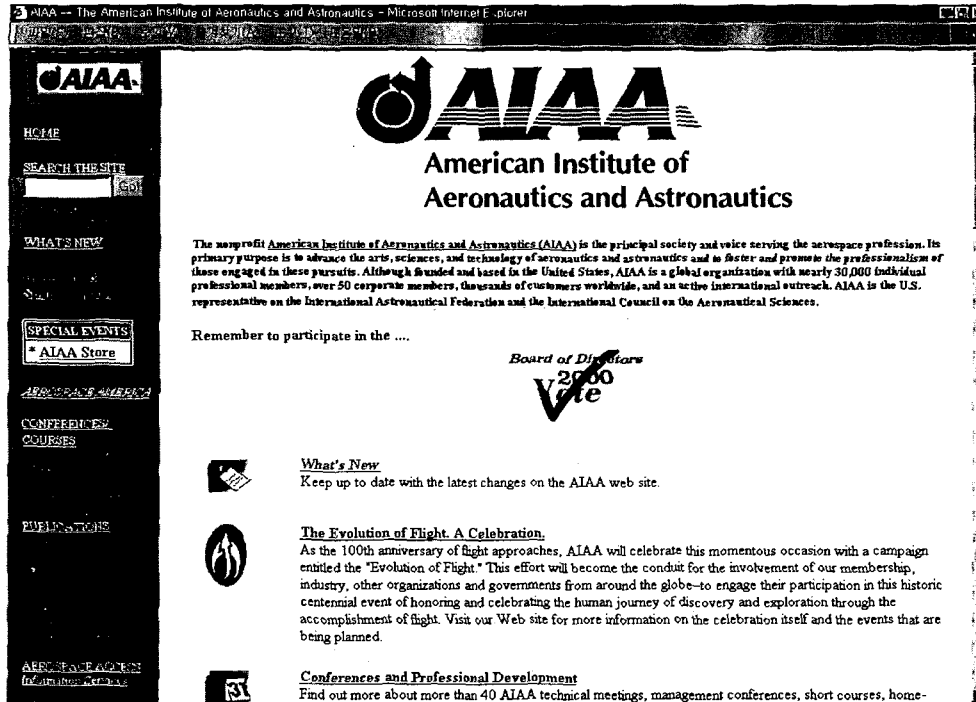 AIAA -- The American Institute of Aeronautics and Astronautics - Microsoft Internet Explorer
AIAA
HOME
SEARCH THE SITE
Go!
WHAT'S NEW
SPECIAL EVENTS
* AIAA Store
AEROSPACE AMERICA
CONFERENCES/
COURSES
PUBLICATIONS
AEROSPACE ACCESS
Information Services
AIAA
American Institute of
Aeronautics and Astronautics
The nonprofit American Institute of Aeronautics and Astronautics (AIAA) is the principal society and voice serving the aerospace profession. Its
primary purpose is to advance the arts, sciences, and technology of aeronautics and astronautics and to foster and promote the professionalism of
those engaged in these pursuits. Although founded and based in the United States, AIAA is a global organization with nearly 30,000 individual
professional members, over 50 corporate members, thousands of customers worldwide, and an active international outreach. AIAA is the U.S.
representative on the International Astronautical Federation and the International Council on the Aeronautical Sciences.
Remember to participate in the ....
Board of Directors
2000
Vote
What's New
Keep up to date with the latest changes on the AIAA web site.
The Evolution of Flight. A Celebration.
As the 100th anniversary of flight approaches, AIAA will celebrate this momentous occasion with a campaign
entitled the "Evolution of Flight." This effort will become the conduit for the involvement of our membership,
industry, other organizations and governments from around the globe--to engage their participation in this historic
centennial event of honoring and celebrating the human journey of discovery and exploration through the
accomplishment of flight. Visit our Web site for more information on the celebration itself and the events that are
being planned.
31
Conferences and Professional Development
Find out more about more than 40 AIAA technical meetings, management conferences, short courses, home-